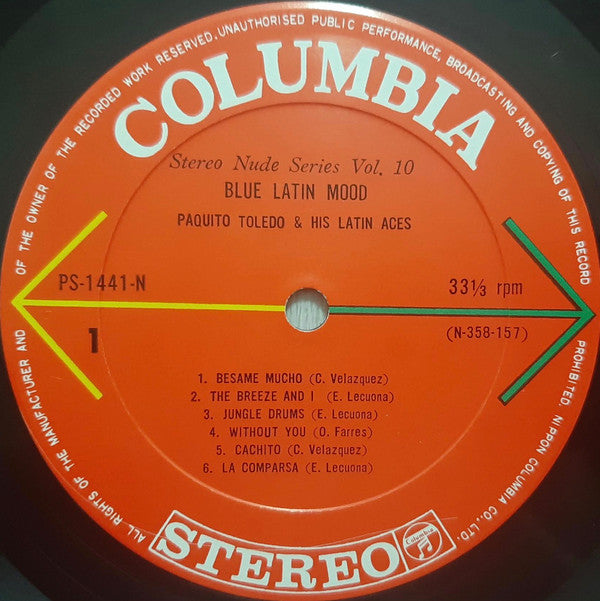 ALL RIGHTS OF THE MANUFACTURER AND OF THE OWNER OF THE RECORDED WORK RESERVED. UNAUTHORISED PUBLIC PERFORMANCE, BROADCASTING AND COPYING OF THIS RECORD PROHIBITED. NIPPON COLUMBIA CO., LTD.
COLUMBIA
Stereo Nude Series Vol. 10
BLUE LATIN MOOD
PAQUITO TOLEDO & HIS LATIN ACES
PS-1441-N
33⅓ rpm
1
(N-358-157)
1. BESAME MUCHO (C. Velazquez)
2. THE BREEZE AND I (E. Lecuona)
3. JUNGLE DRUMS (E. Lecuona)
4. WITHOUT YOU (O. Farres)
5. CACHITO (C. Velazquez)
6. LA COMPARSA (E. Lecuona)
STEREO
Columbia